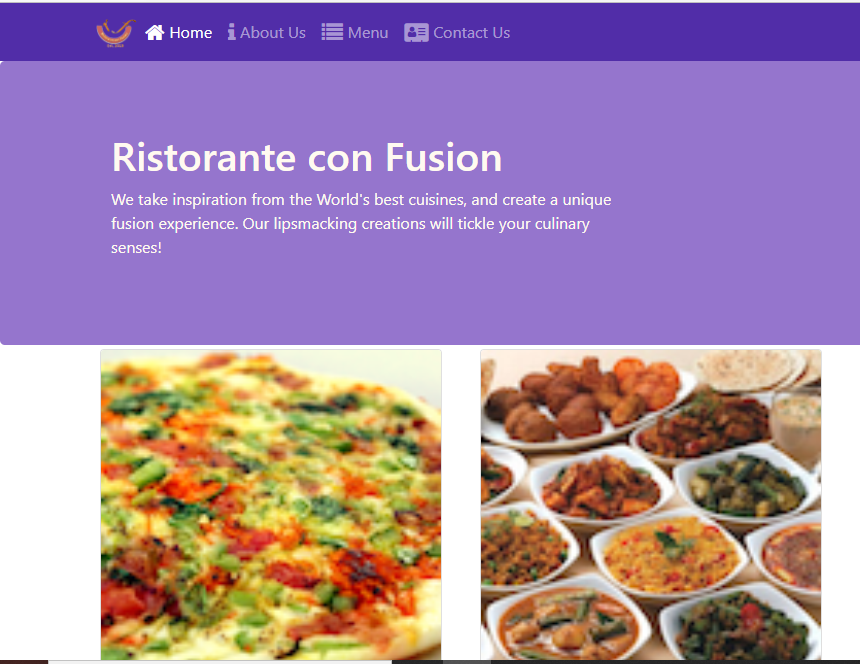 Home About Us Menu Contact Us
Ristorante con Fusion
We take inspiration from the World's best cuisines, and create a unique
fusion experience. Our lipsmacking creations will tickle your culinary
senses!